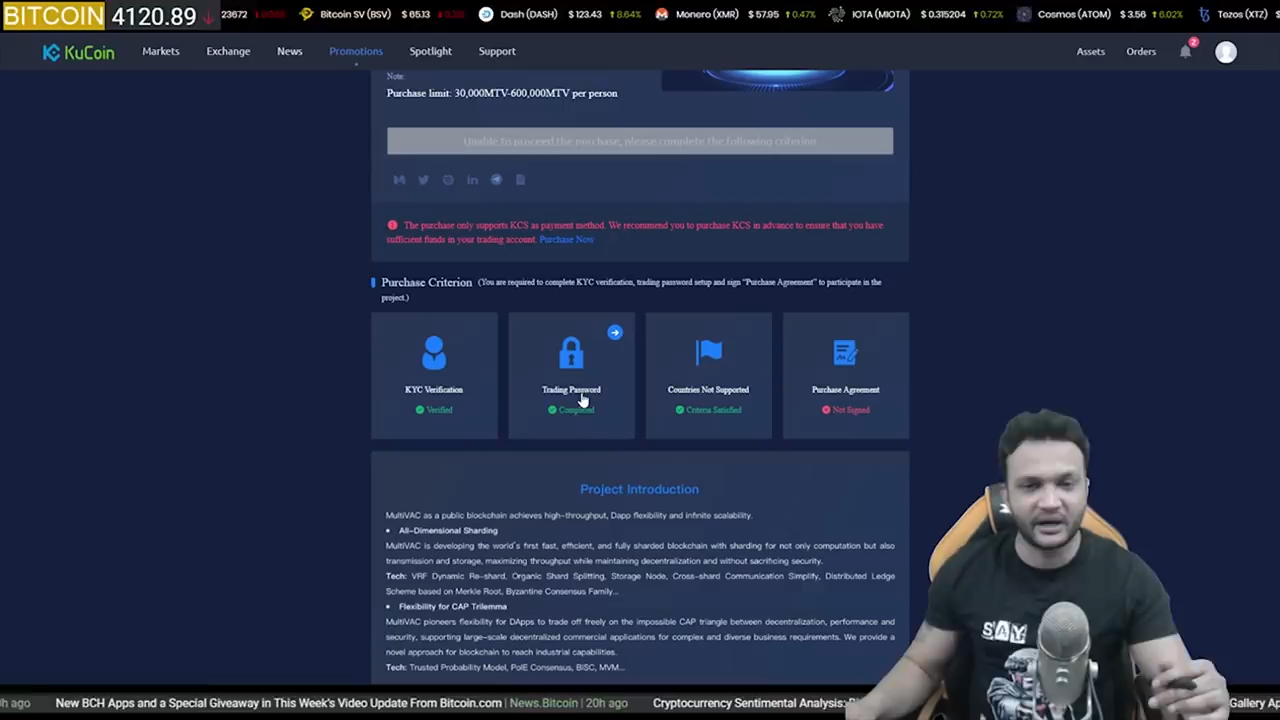 BITCOIN 4120.89 23672 Bitcoin SV (BSV) $ 65.13 Dash (DASH) $ 123.43 ↑ 8.64% Monero (XMR) $ 57.95 ↑ 0.47% IOTA (MIOTA) $ 0.315204 ↑ 0.72% Cosmos (ATOM) $ 3.56 ↑ 6.02% Tezos (XTZ)
KuCoin Markets Exchange News Promotions Spotlight Support Assets Orders 2
Note:
Purchase limit: 30,000MTV-600,000MTV per person
Unable to proceed the purchase, please complete the following criterion
The purchase only supports KCS as payment method. We recommend you to purchase KCS in advance to ensure that you have
sufficient funds in your trading account. Purchase Now
Purchase Criterion (You are required to complete KYC verification, trading password setup and sign "Purchase Agreement" to participate in the
project.)
KYC Verification Trading Password Countries Not Supported Purchase Agreement
Verified Completed Criteria Satisfied Not Signed
Project Introduction
MultiVAC as a public blockchain achieves high-throughput, Dapp flexibility and infinite scalability.
• All-Dimensional Sharding
MultiVAC is developing the world's first fast, efficient, and fully sharded blockchain with sharding for not only computation but also
transmission and storage, maximizing throughput while maintaining decentralization and without sacrificing security.
Tech: VRF Dynamic Re-shard, Organic Shard Splitting, Storage Node, Cross-shard Communication Simplify, Distributed Ledge
Scheme based on Merkle Root, Byzantine Consensus Family...
• Flexibility for CAP Trilemma
MultiVAC pioneers flexibility for DApps to trade off freely on the impossible CAP triangle between decentralization, performance and
security, supporting large-scale decentralized commercial applications for complex and diverse business requirements. We provide a
novel approach for blockchain to reach industrial capabilities.
Tech: Trusted Probability Model, PoIE Consensus, BISC, MVM...
SAY
h ago New BCH Apps and a Special Giveaway in This Week's Video Update From Bitcoin.com | News.Bitcoin | 20h ago Cryptocurrency Sentimental Analysis: Gallery Ap